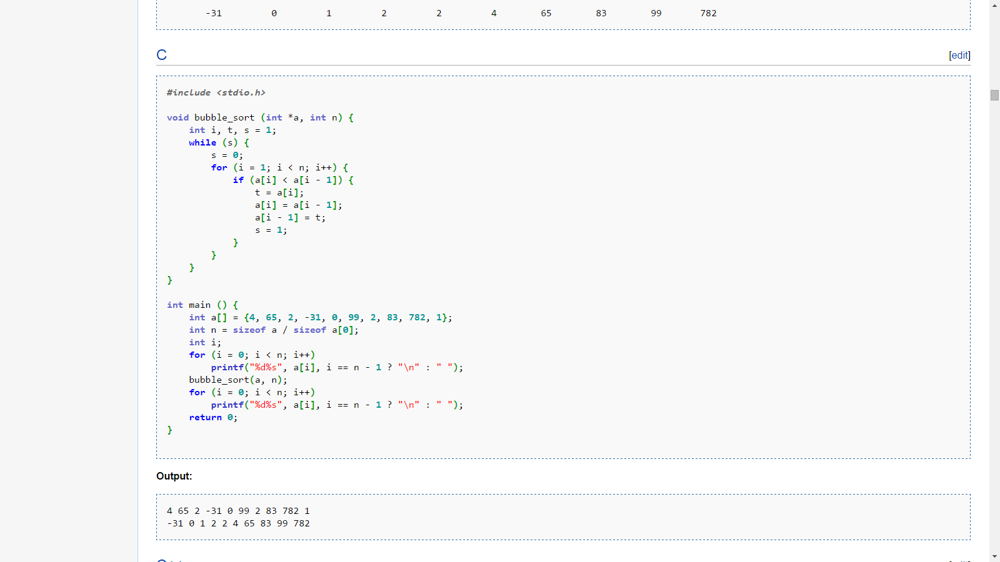 -31 0 1 2 2 4 65 83 99 782
C [edit]
#include <stdio.h>
void bubble_sort (int *a, int n) {
    int i, t, s = 1;
    while (s) {
        s = 0;
        for (i = 1; i < n; i++) {
            if (a[i] < a[i - 1]) {
                t = a[i];
                a[i] = a[i - 1];
                a[i - 1] = t;
                s = 1;
            }
        }
    }
}
int main () {
    int a[] = {4, 65, 2, -31, 0, 99, 2, 83, 782, 1};
    int n = sizeof a / sizeof a[0];
    int i;
    for (i = 0; i < n; i++)
        printf("%d%s", a[i], i == n - 1 ? "\n" : " ");
    bubble_sort(a, n);
    for (i = 0; i < n; i++)
        printf("%d%s", a[i], i == n - 1 ? "\n" : " ");
    return 0;
}
Output:
4 65 2 -31 0 99 2 83 782 1
-31 0 1 2 2 4 65 83 99 782